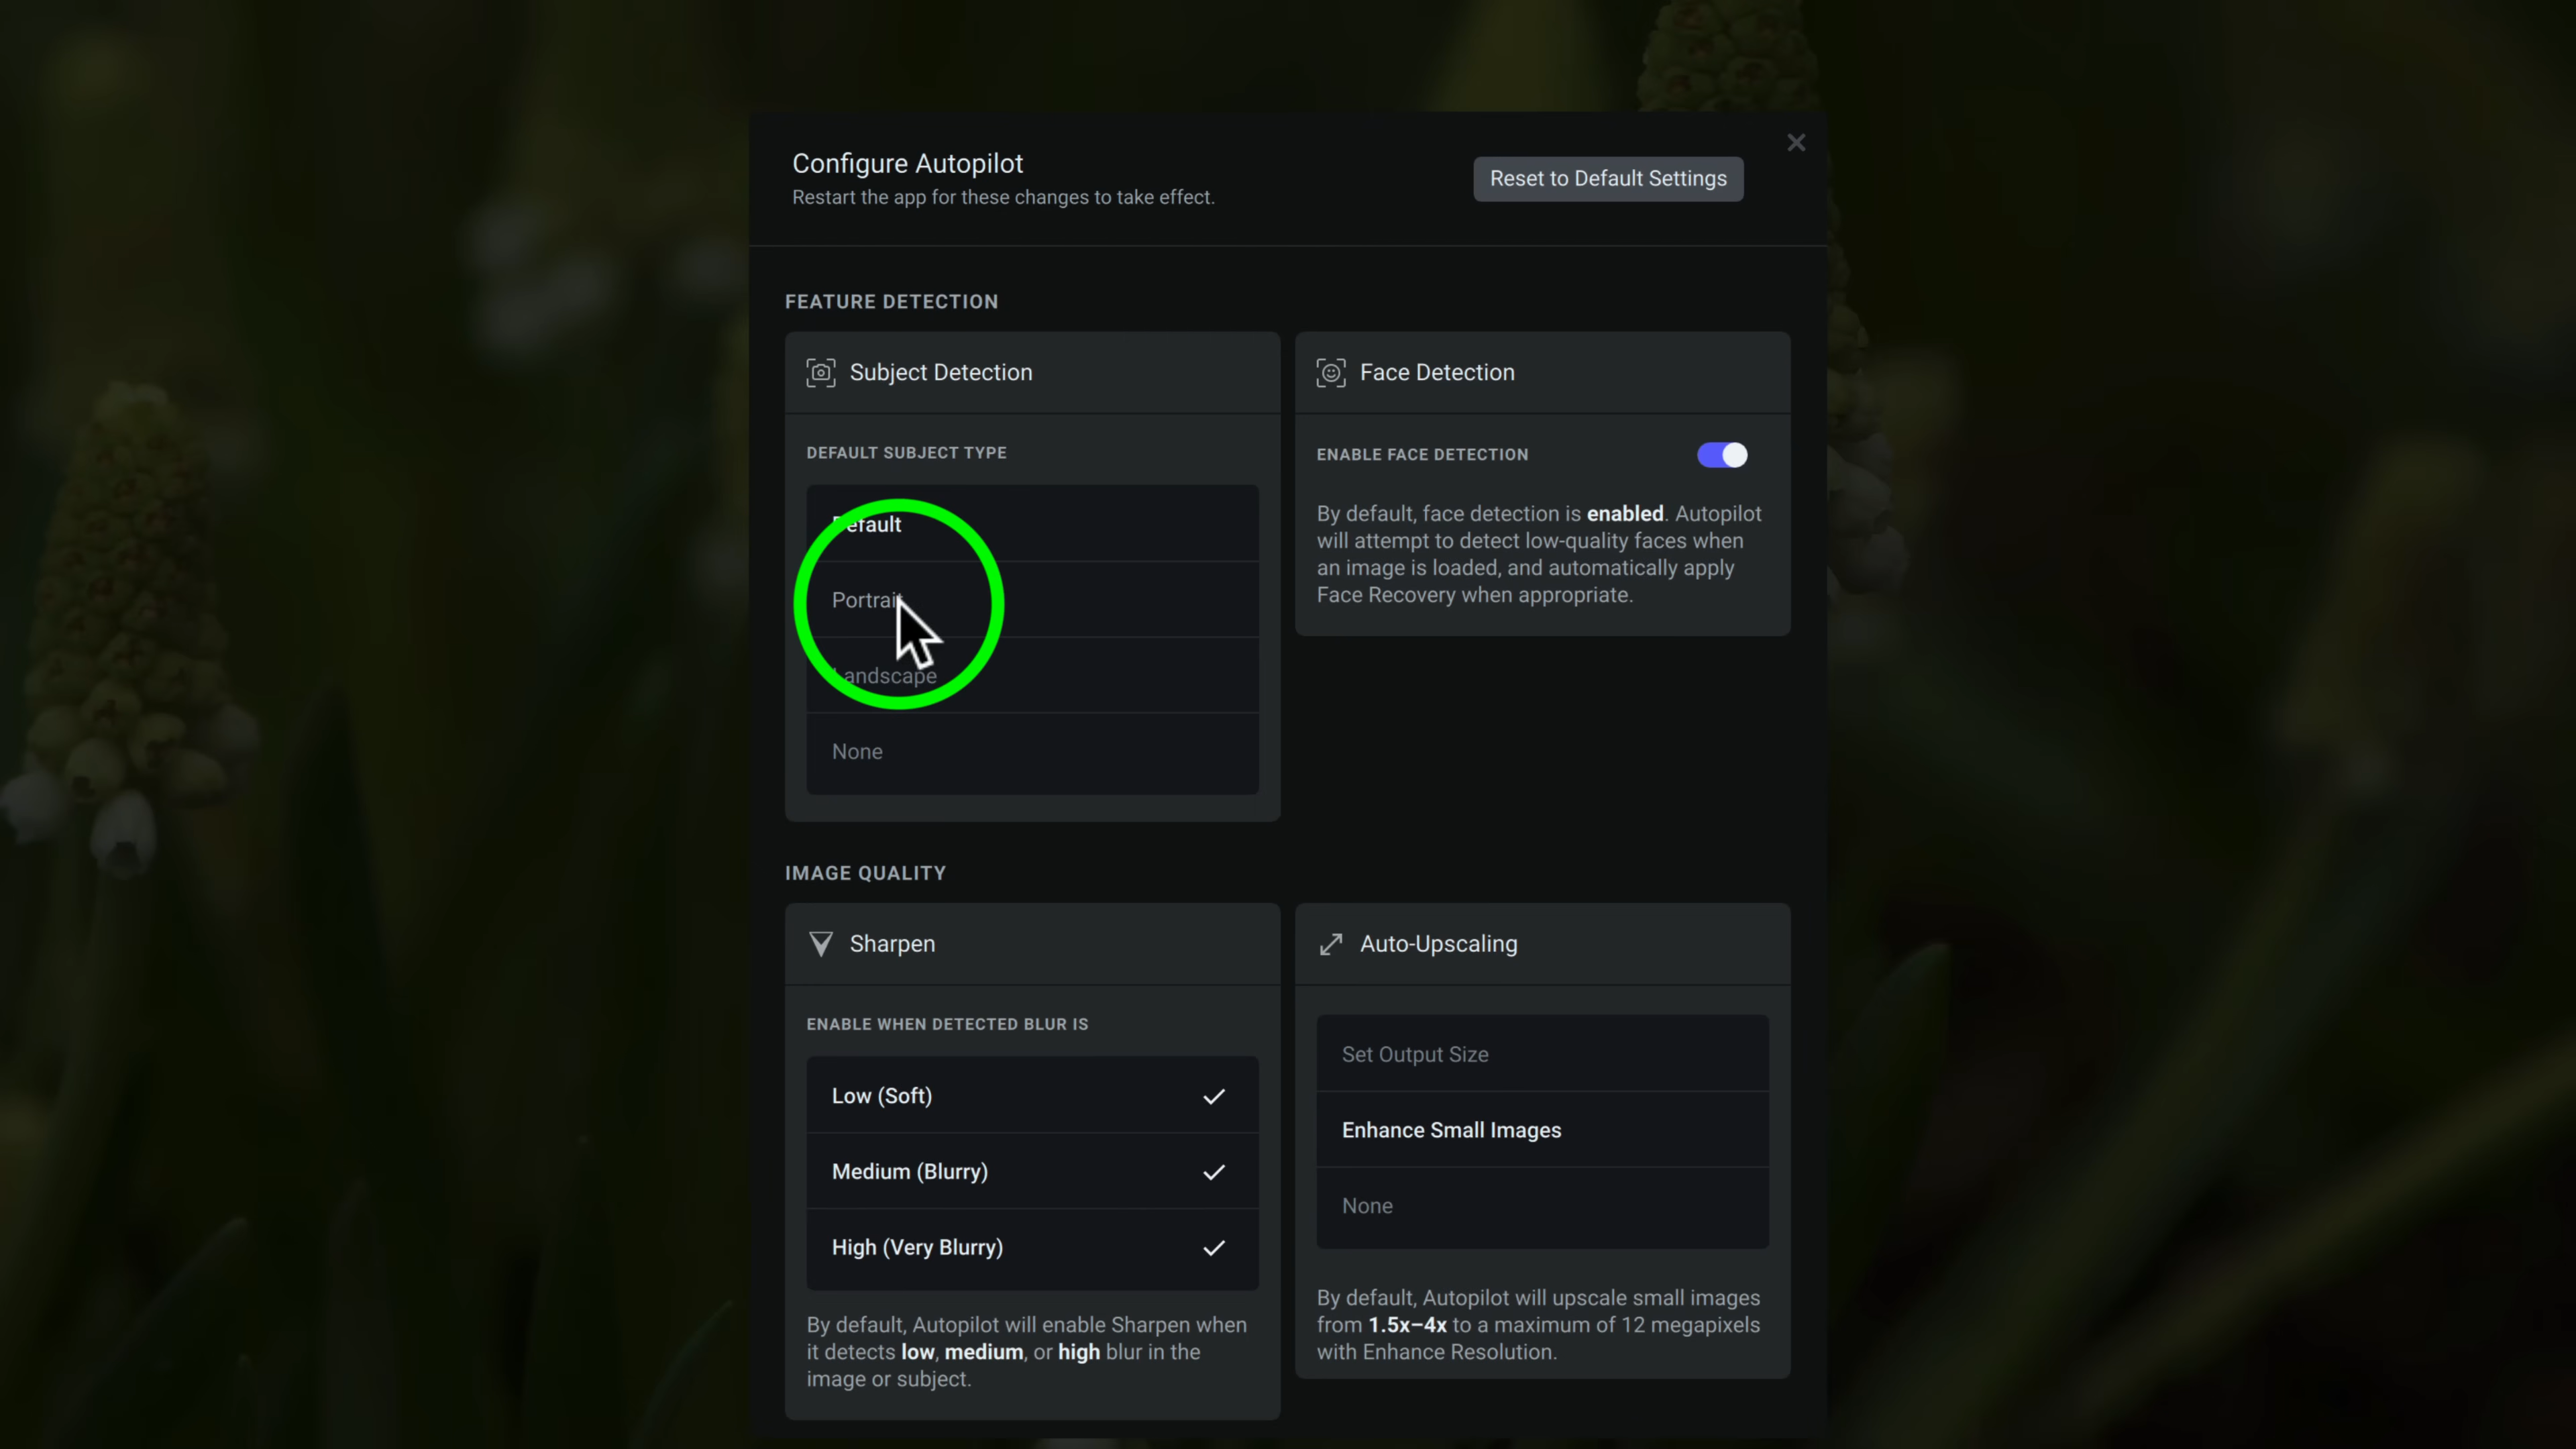 Configure Autopilot
Restart the app for these changes to take effect.
Reset to Default Settings
FEATURE DETECTION
Subject Detection
DEFAULT SUBJECT TYPE
Default
Portrait
Landscape
None
Face Detection
ENABLE FACE DETECTION
By default, face detection is enabled. Autopilot
will attempt to detect low-quality faces when
an image is loaded, and automatically apply
Face Recovery when appropriate.
IMAGE QUALITY
Sharpen
ENABLE WHEN DETECTED BLUR IS
Low (Soft)
Medium (Blurry)
High (Very Blurry)
By default, Autopilot will enable Sharpen when
it detects low, medium, or high blur in the
image or subject.
Auto-Upscaling
Set Output Size
Enhance Small Images
None
By default, Autopilot will upscale small images
from 1.5x–4x to a maximum of 12 megapixels
with Enhance Resolution.